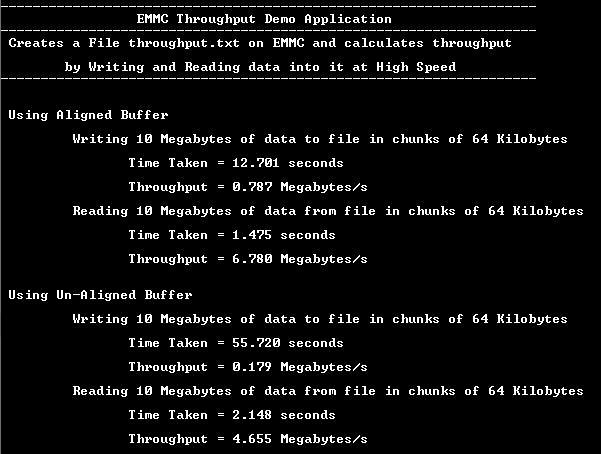 EMMC Throughput Demo Application
Creates a File throughput.txt on EMMC and calculates throughput
by Writing and Reading data into it at High Speed
Using Aligned Buffer
Writing 10 Megabytes of data to file in chunks of 64 Kilobytes
Time Taken = 12.701 seconds
Throughput = 0.787 Megabytes/s
Reading 10 Megabytes of data from file in chunks of 64 Kilobytes
Time Taken = 1.475 seconds
Throughput = 6.780 Megabytes/s
Using Un-Aligned Buffer
Writing 10 Megabytes of data to file in chunks of 64 Kilobytes
Time Taken = 55.720 seconds
Throughput = 0.179 Megabytes/s
Reading 10 Megabytes of data from file in chunks of 64 Kilobytes
Time Taken = 2.148 seconds
Throughput = 4.655 Megabytes/s